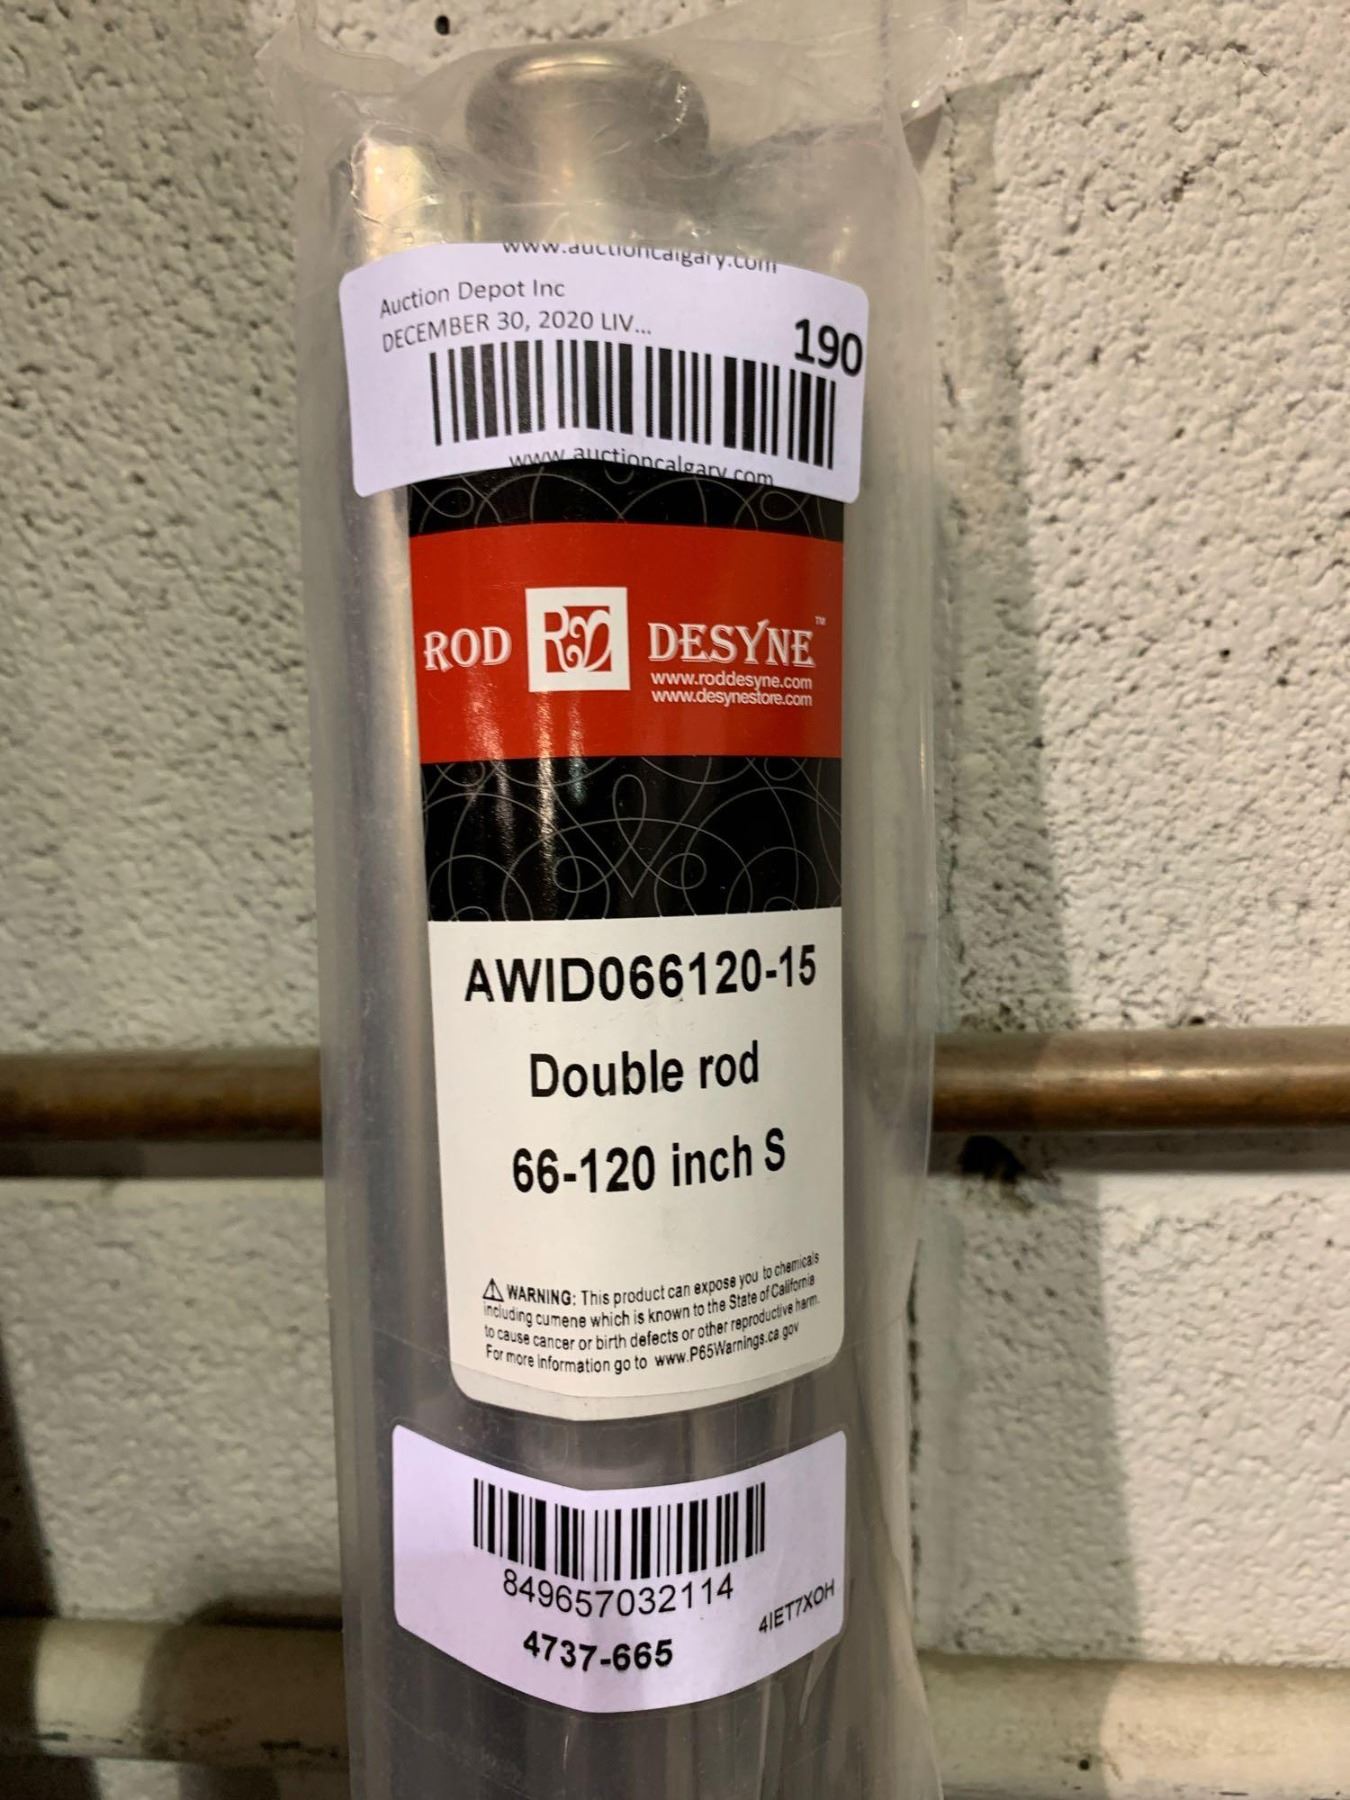 www.auctioncalgary.com
Auction Depot Inc
DECEMBER 30, 2020 LIV...
190
www.auctioncalgary.com
ROD RD DESYNE™
www.roddesyne.com
www.desynestore.com
AWID066120-15
Double rod
66-120 inch S
⚠ WARNING: This product can expose you to chemicals
including cumene which is known to the State of California
to cause cancer or birth defects or other reproductive harm.
For more information go to www.P65Warnings.ca.gov
849657032114
4737-665
4IET7XOH